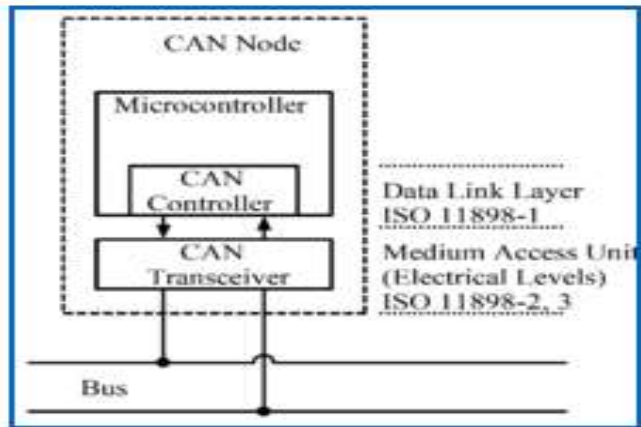 CAN Node
Microcontroller
CAN
Controller
CAN
Transceiver
Data Link Layer
ISO 11898-1
Medium Access Unit
(Electrical Levels)
ISO 11898-2, 3
Bus